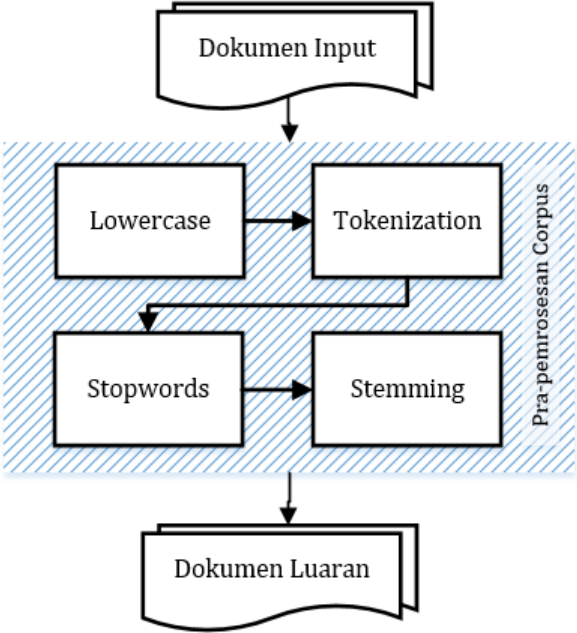 Dokumen Input
Lowercase
Tokenization
Stopwords
Stemming
Pra-pemrosesan Corpus
Dokumen Luaran